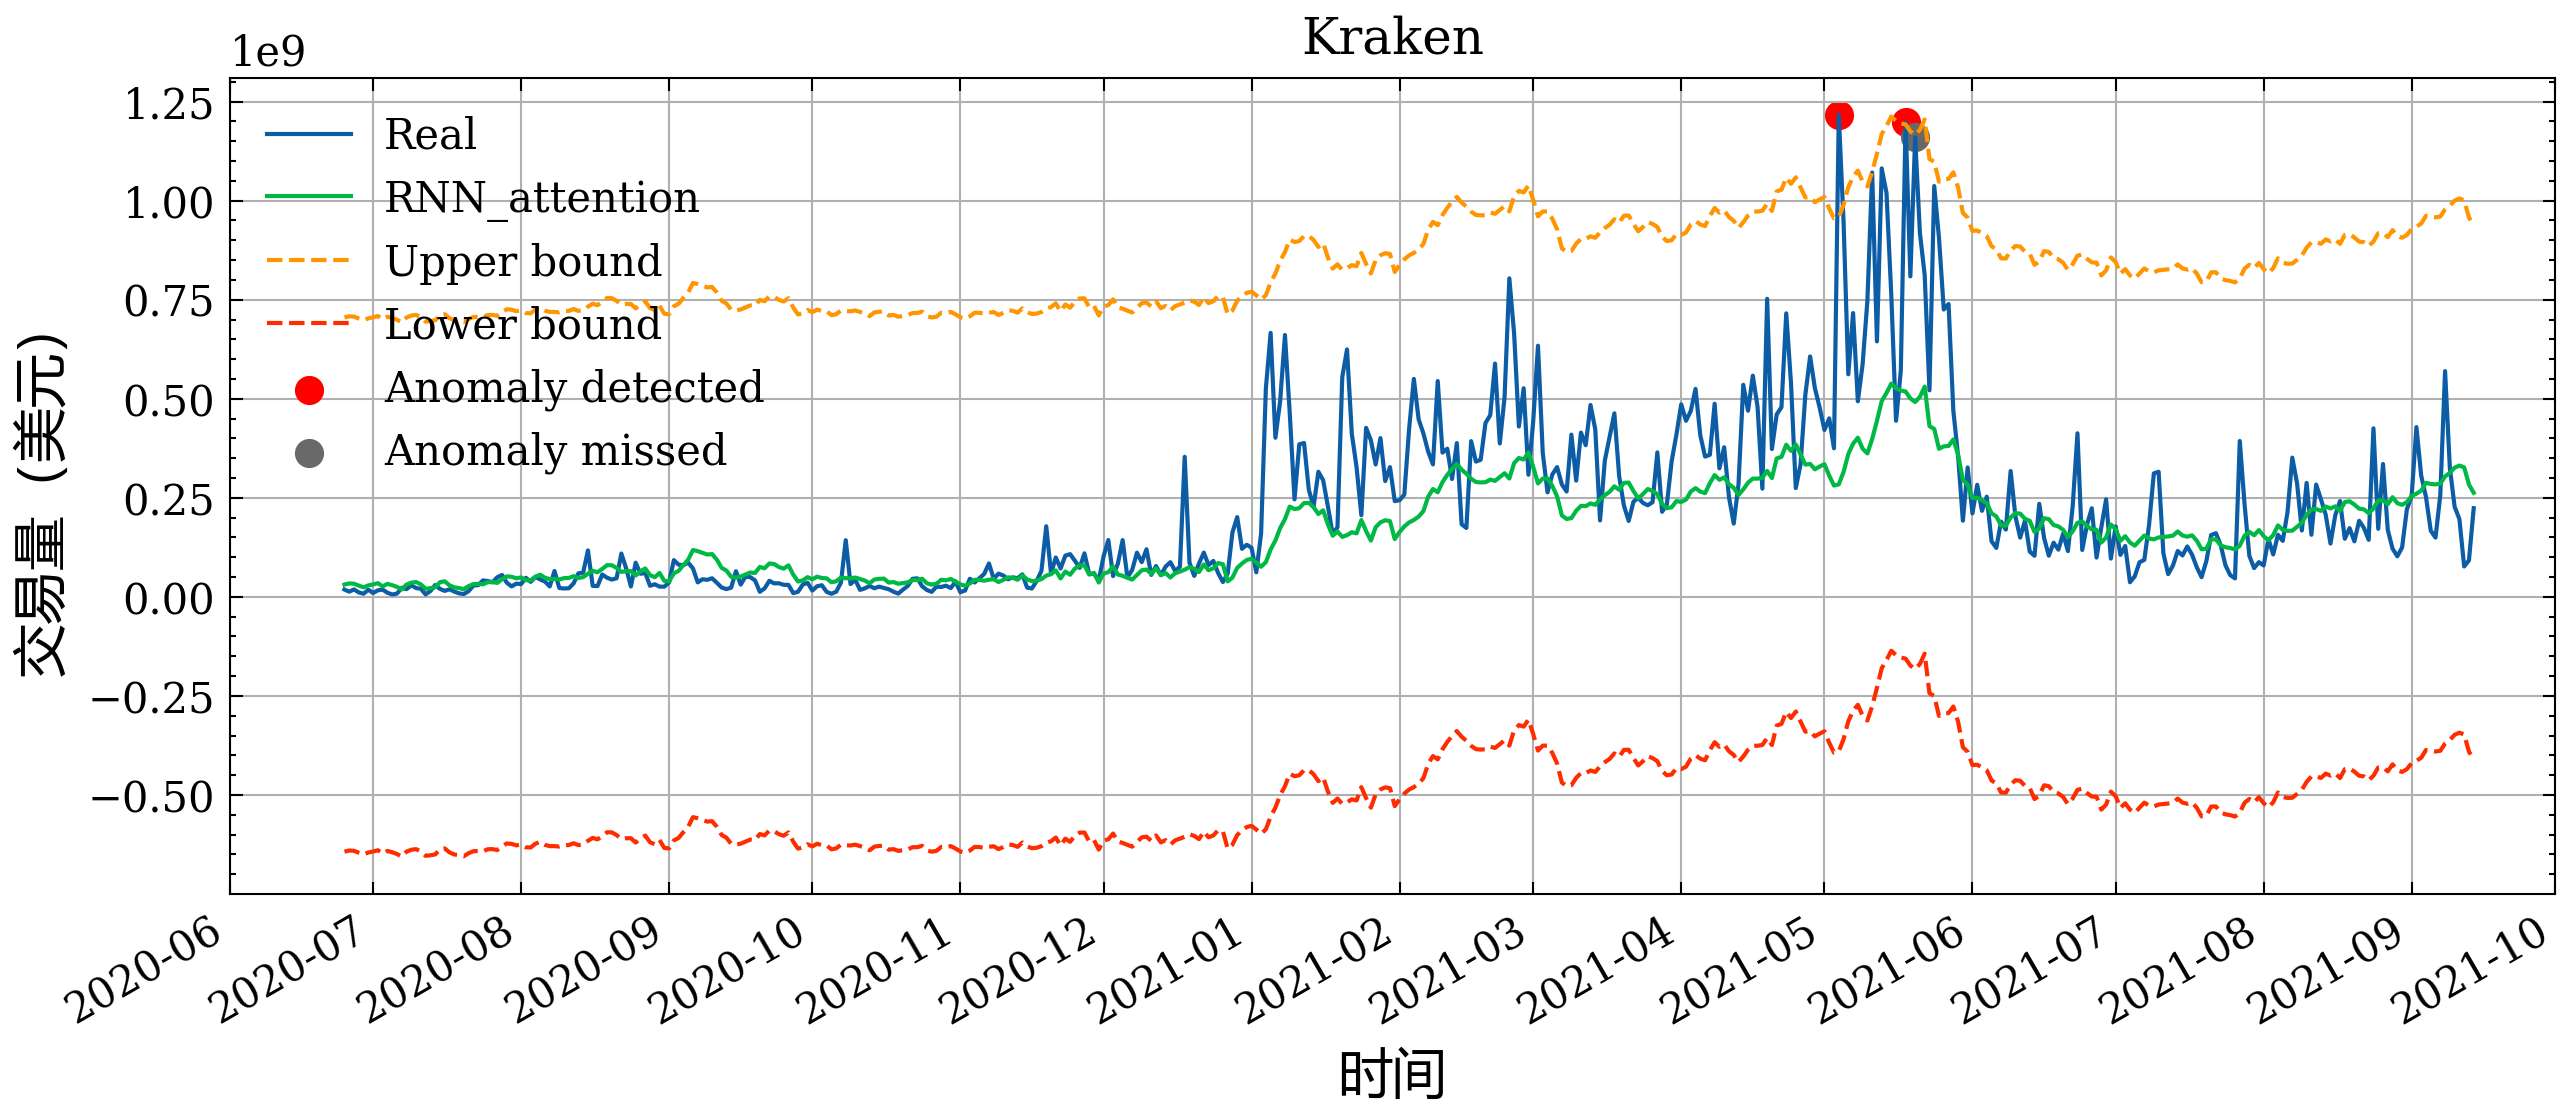 Kraken
1e9
1.25
1.00
0.75
0.50
0.25
0.00
−0.25
−0.50
交易量 (美元)
Real
RNN_attention
Upper bound
Lower bound
Anomaly detected
Anomaly missed
2020-06
2020-07
2020-08
2020-09
2020-10
2020-11
2020-12
2021-01
2021-02
2021-03
2021-04
2021-05
2021-06
2021-07
2021-08
2021-09
2021-10
时间